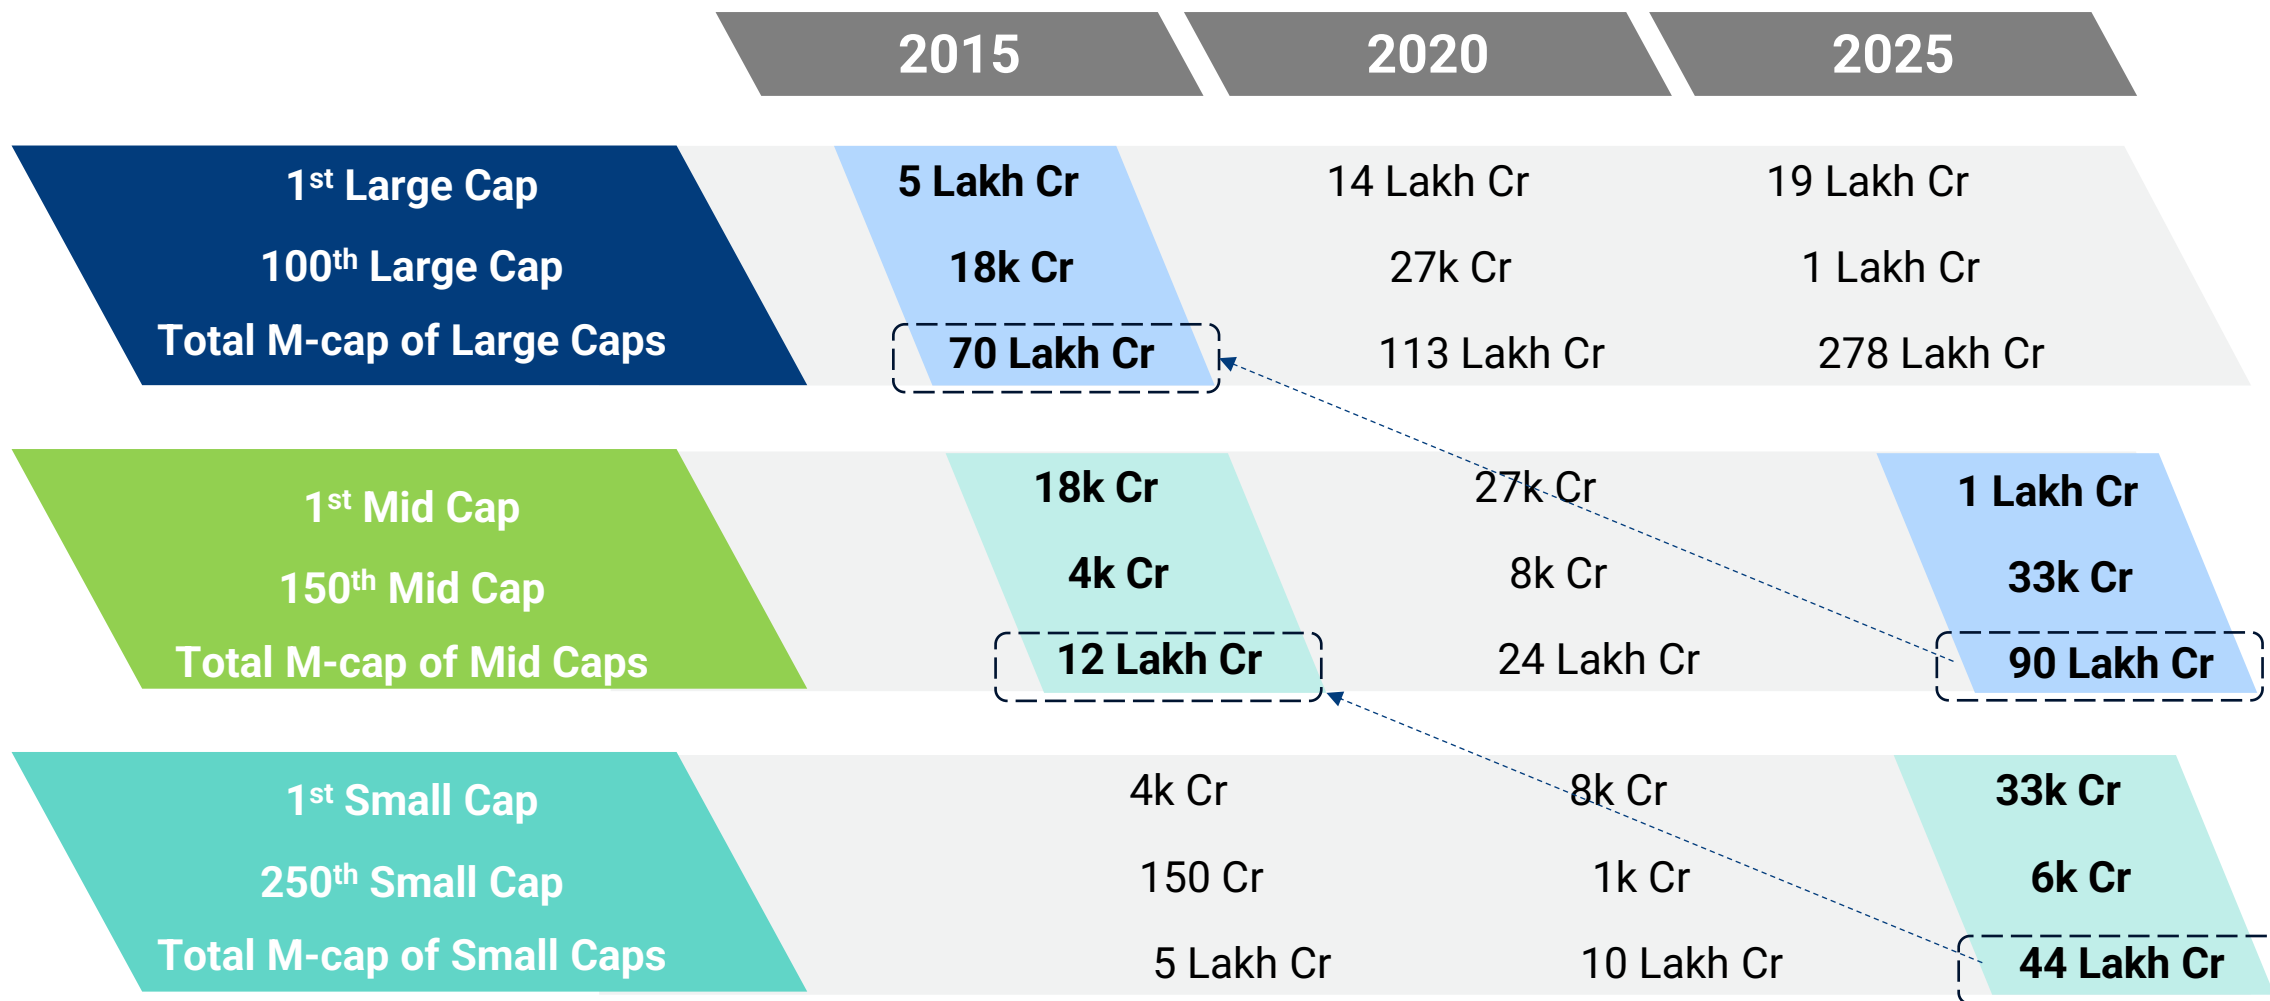 2015 2020 2025
1st Large Cap 5 Lakh Cr 14 Lakh Cr 19 Lakh Cr
100th Large Cap 18k Cr 27k Cr 1 Lakh Cr
Total M-cap of Large Caps 70 Lakh Cr 113 Lakh Cr 278 Lakh Cr
1st Mid Cap 18k Cr 27k Cr 1 Lakh Cr
150th Mid Cap 4k Cr 8k Cr 33k Cr
Total M-cap of Mid Caps 12 Lakh Cr 24 Lakh Cr 90 Lakh Cr
1st Small Cap 4k Cr 8k Cr 33k Cr
250th Small Cap 150 Cr 1k Cr 6k Cr
Total M-cap of Small Caps 5 Lakh Cr 10 Lakh Cr 44 Lakh Cr